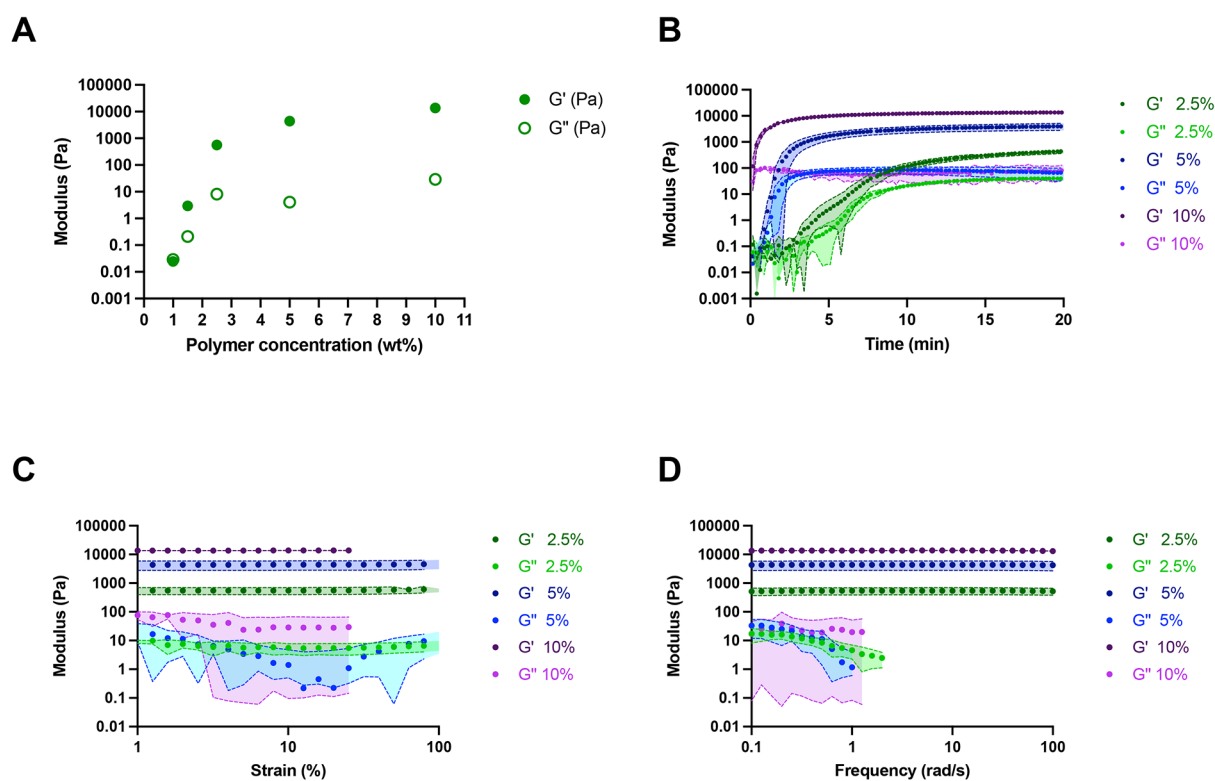 A
100000
10000
1000
100
10
1
0.1
0.01
0.001
Modulus (Pa)
0 1 2 3 4 5 6 7 8 9 10 11
Polymer concentration (wt%)
G' (Pa)
G" (Pa)
B
100000
10000
1000
100
10
1
0.1
0.01
0.001
Modulus (Pa)
0 5 10 15 20
Time (min)
G' 2.5%
G" 2.5%
G' 5%
G" 5%
G' 10%
G" 10%
C
100000
10000
1000
100
10
1
0.1
0.01
Modulus (Pa)
1 10 100
Strain (%)
G' 2.5%
G" 2.5%
G' 5%
G" 5%
G' 10%
G" 10%
D
100000
10000
1000
100
10
1
0.1
0.01
Modulus (Pa)
0.1 1 10 100
Frequency (rad/s)
G' 2.5%
G" 2.5%
G' 5%
G" 5%
G' 10%
G" 10%